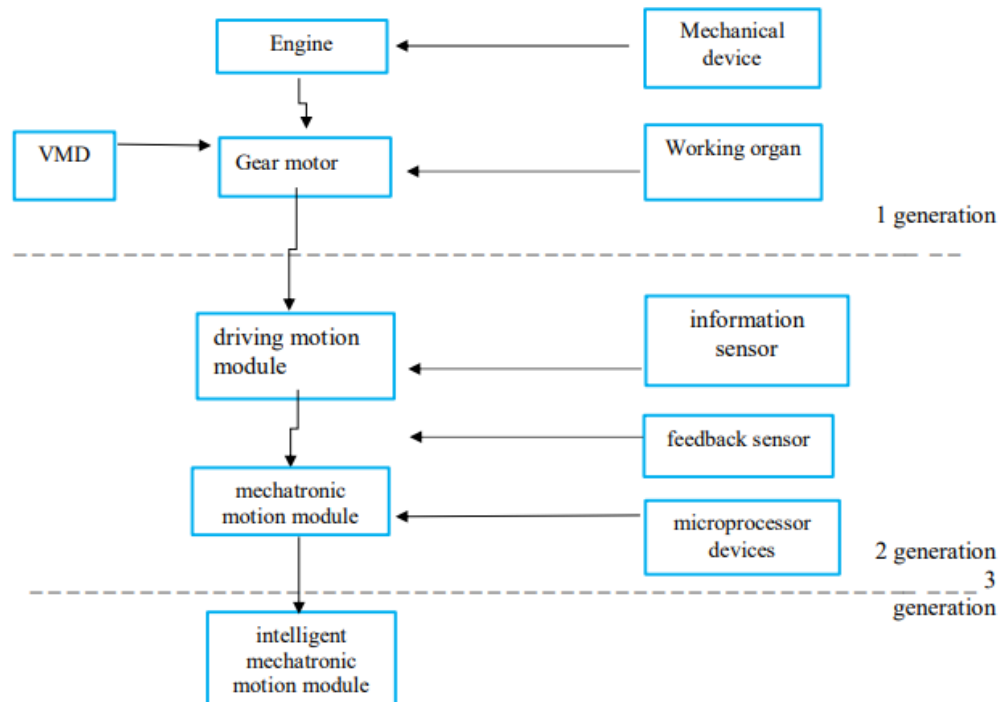 Engine
Mechanical
device
VMD
Gear motor
Working organ
1 generation
driving motion
module
information
sensor
feedback sensor
mechatronic
motion module
microprocessor
devices
2 generation
3
generation
intelligent
mechatronic
motion module